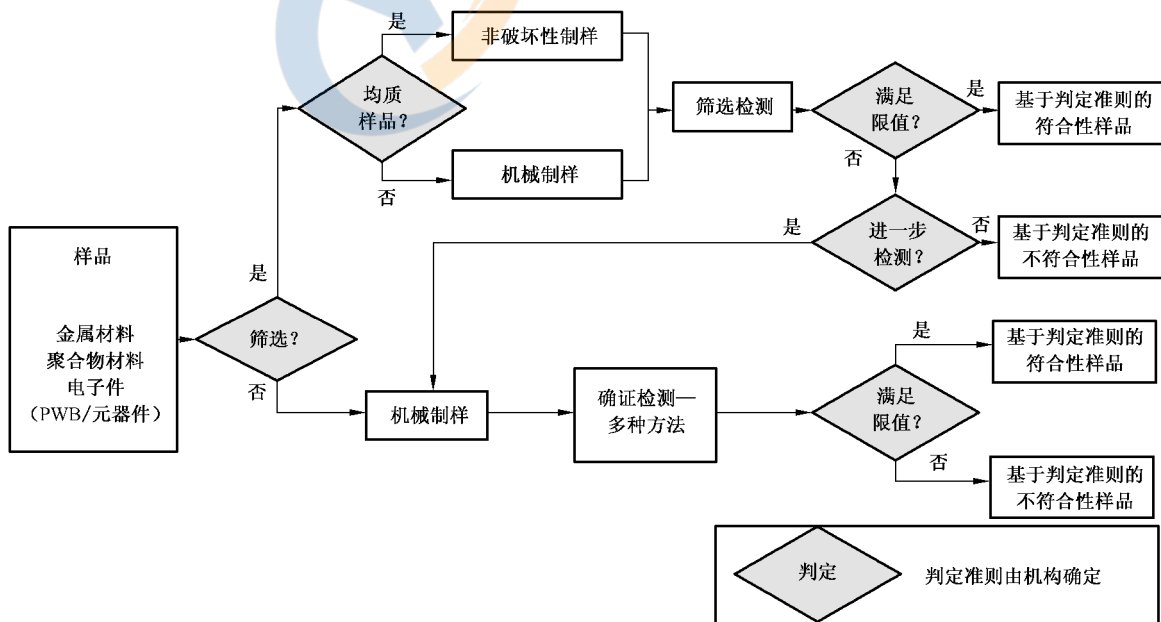 是
非破坏性制样
均质
样品？
筛选检测
满足
限值？
是
基于判定准则的
符合性样品
否
机械制样
否
是
进一步
检测？
否
基于判定准则的
不符合性样品
样品
金属材料
聚合物材料
电子件
（PWB/元器件）
是
筛选？
否
机械制样
确证检测—
多种方法
满足
限值？
是
基于判定准则的
符合性样品
否
基于判定准则的
不符合性样品
判定
判定准则由机构确定